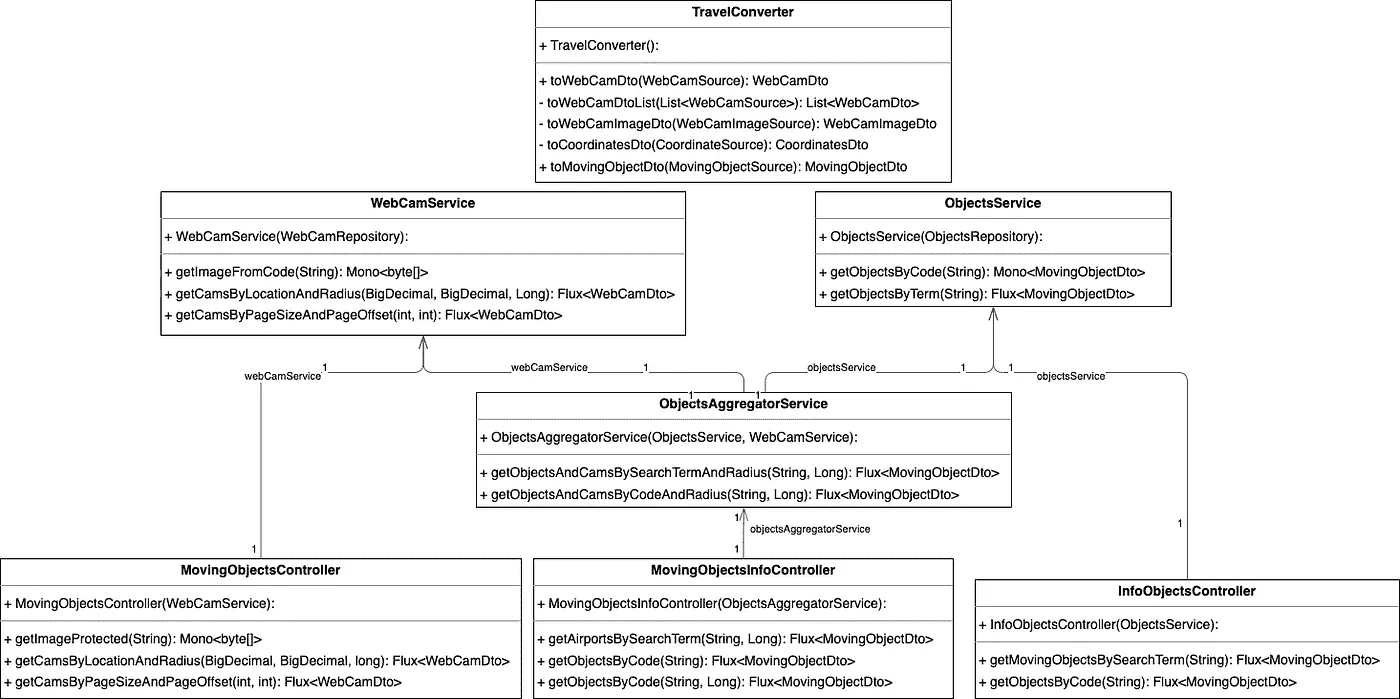 TravelConverter
+ TravelConverter():
+ toWebCamDto(WebCamSource): WebCamDto
- toWebCamDtoList(List<WebCamSource>): List<WebCamDto>
- toWebCamImageDto(WebCamImageSource): WebCamImageDto
- toCoordinatesDto(CoordinateSource): CoordinatesDto
+ toMovingObjectDto(MovingObjectSource): MovingObjectDto
WebCamService
+ WebCamService(WebCamRepository):
+ getImageFromCode(String): Mono<byte[]>
+ getCamsByLocationAndRadius(BigDecimal, BigDecimal, Long): Flux<WebCamDto>
+ getCamsByPageSizeAndPageOffset(int, int): Flux<WebCamDto>
ObjectsService
+ ObjectsService(ObjectsRepository):
+ getObjectsByCode(String): Mono<MovingObjectDto>
+ getObjectsByTerm(String): Flux<MovingObjectDto>
webCamService 1
webCamService 1
objectsService 1
1 objectsService
1 1
ObjectsAggregatorService
+ ObjectsAggregatorService(ObjectsService, WebCamService):
+ getObjectsAndCamsBySearchTermAndRadius(String, Long): Flux<MovingObjectDto>
+ getObjectsAndCamsByCodeAndRadius(String, Long): Flux<MovingObjectDto>
1
objectsAggregatorService
1
1
1
MovingObjectsController
+ MovingObjectsController(WebCamService):
+ getImageProtected(String): Mono<byte[]>
+ getCamsByLocationAndRadius(BigDecimal, BigDecimal, long): Flux<WebCamDto>
+ getCamsByPageSizeAndPageOffset(int, int): Flux<WebCamDto>
MovingObjectsInfoController
+ MovingObjectsInfoController(ObjectsAggregatorService):
+ getAirportsBySearchTerm(String, Long): Flux<MovingObjectDto>
+ getObjectsByCode(String): Flux<MovingObjectDto>
+ getObjectsByCode(String, Long): Flux<MovingObjectDto>
InfoObjectsController
+ InfoObjectsController(ObjectsService):
+ getMovingObjectsBySearchTerm(String): Flux<MovingObjectDto>
+ getObjectsByCode(String): Flux<MovingObjectDto>